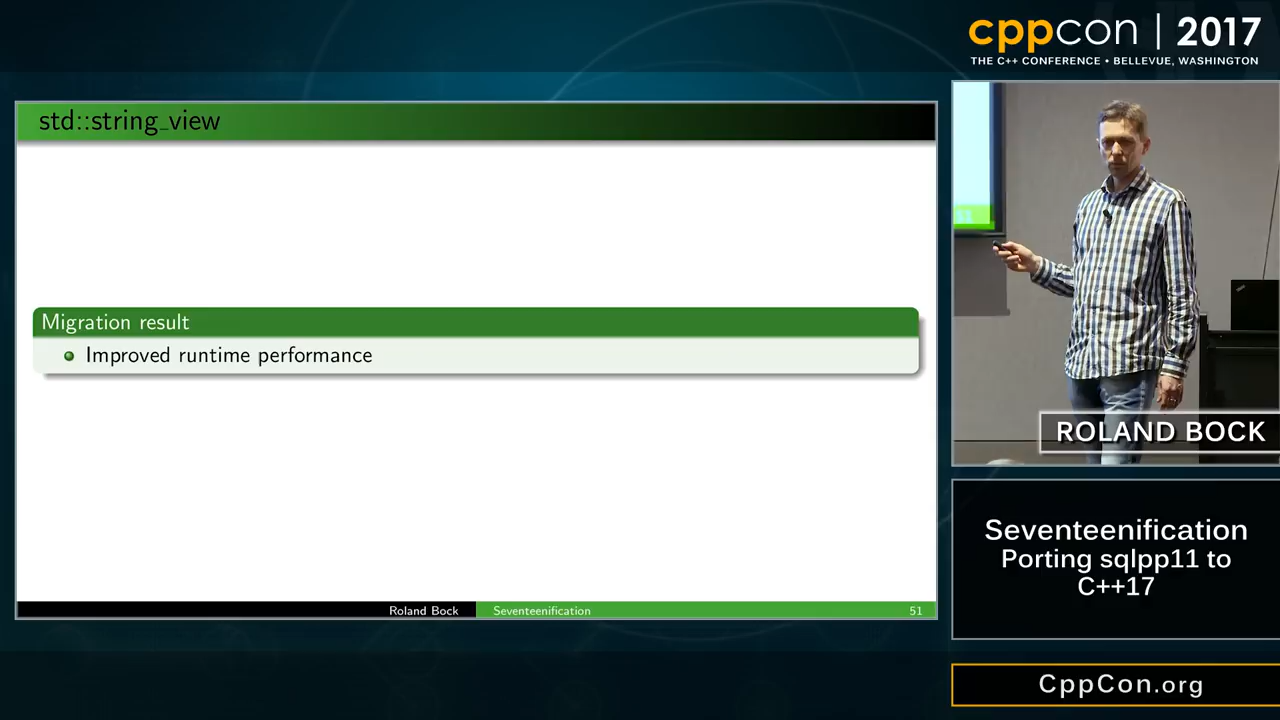 cppcon | 2017
THE C++ CONFERENCE • BELLEVUE, WASHINGTON
std::string_view
Migration result
Improved runtime performance
Roland Bock
Seventeenification
51
11
ROLAND BOCK
Seventeenification
Porting sqlpp11 to
C++17
CppCon.org